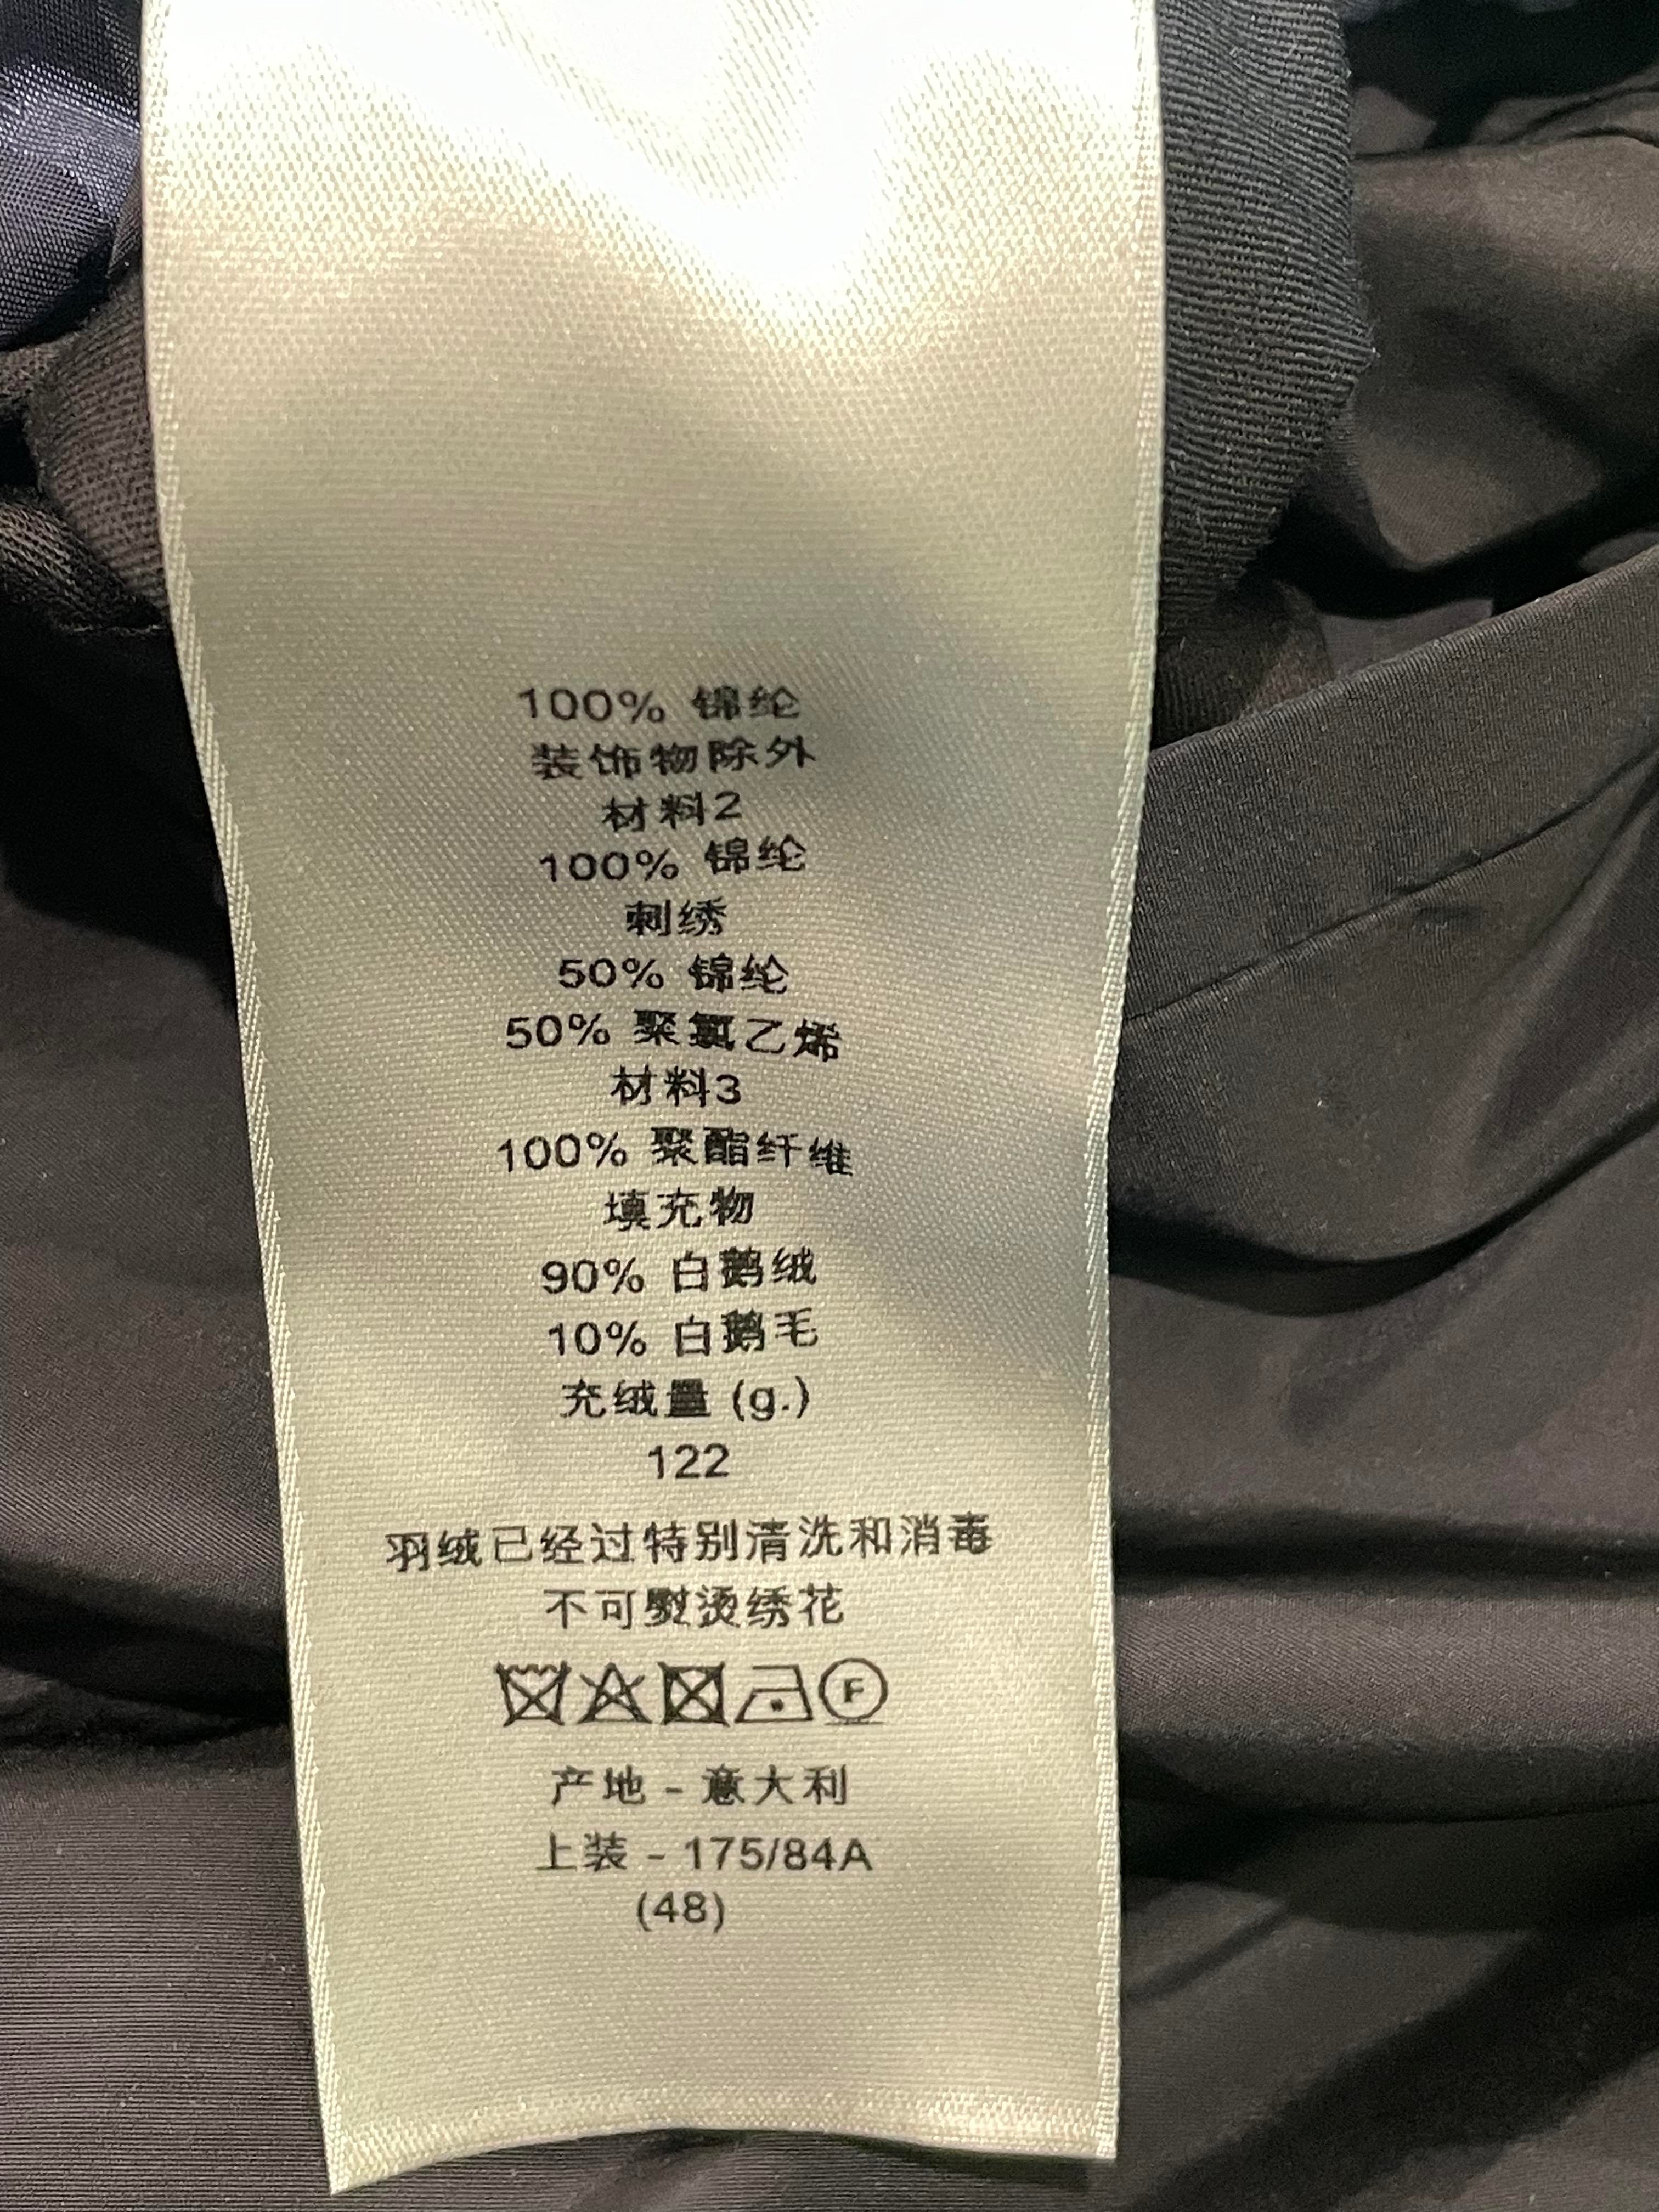 100% 锦纶
装饰物除外
材料2
100% 锦纶
刺绣
50% 锦纶
50% 聚氯乙烯
材料3
100% 聚酯纤维
填充物
90% 白鹅绒
10% 白鹅毛
充绒量 (g.)
122
羽绒已经过特别清洗和消毒
不可熨烫绣花
F
产地 - 意大利
上装 - 175/84A
(48)